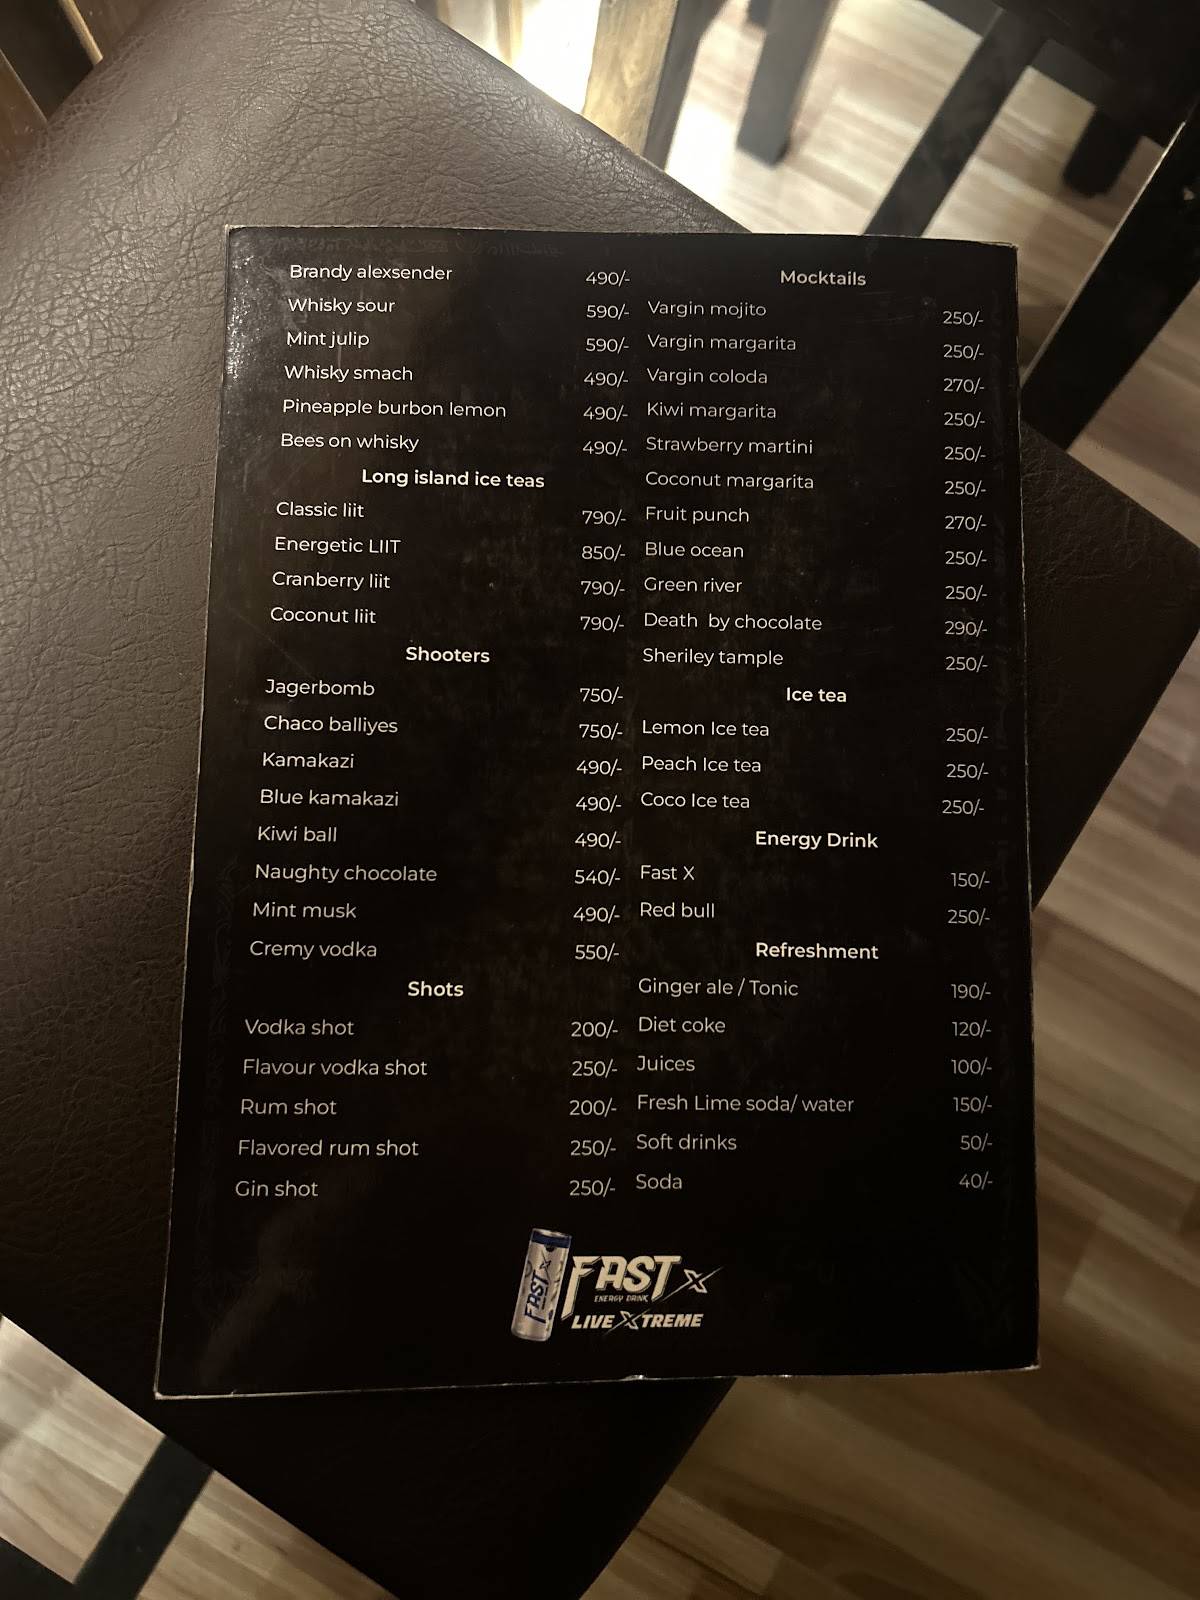 Brandy alexsender 490/-
Whisky sour 590/-
Mint julip 590/-
Whisky smach 490/-
Pineapple burbon lemon 490/-
Bees on whisky 490/-
Long island ice teas
Classic liit 790/-
Energetic LIIT 850/-
Cranberry liit 790/-
Coconut liit 790/-
Shooters
Jagerbomb 750/-
Chaco balliyes 750/-
Kamakazi 490/-
Blue kamakazi 490/-
Kiwi ball 490/-
Naughty chocolate 540/-
Mint musk 490/-
Cremy vodka 550/-
Shots
Vodka shot 200/-
Flavour vodka shot 250/-
Rum shot 200/-
Flavored rum shot 250/-
Gin shot 250/-
Mocktails
Vargin mojito 250/-
Vargin margarita 250/-
Vargin coloda 270/-
Kiwi margarita 250/-
Strawberry martini 250/-
Coconut margarita 250/-
Fruit punch 270/-
Blue ocean 250/-
Green river 250/-
Death by chocolate 290/-
Sheriley tample 250/-
Ice tea
Lemon Ice tea 250/-
Peach Ice tea 250/-
Coco Ice tea 250/-
Energy Drink
Fast X 150/-
Red bull 250/-
Refreshment
Ginger ale / Tonic 190/-
Diet coke 120/-
Juices 100/-
Fresh Lime soda/ water 150/-
Soft drinks 50/-
Soda 40/-
FAST X
FAST X
ENERGY DRINK
LIVE XTREME